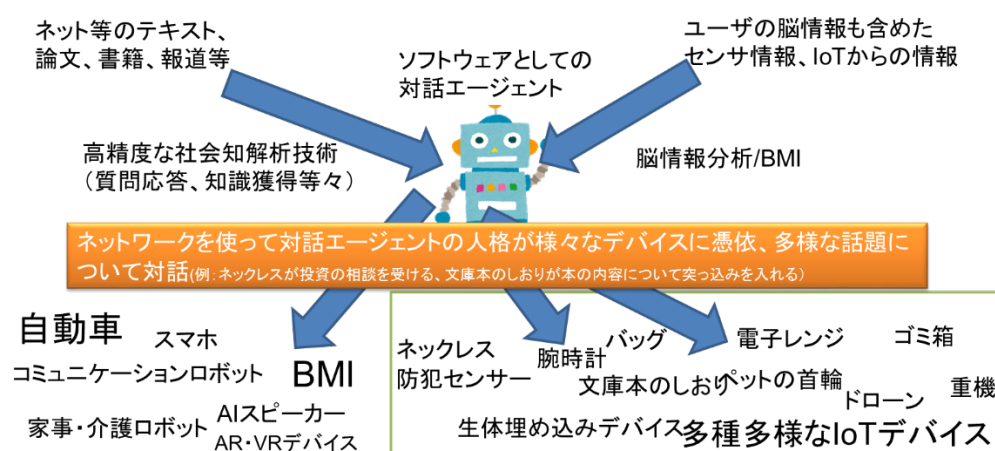 ネット等のテキスト、
論文、書籍、報道等
ソフトウェアとしての
対話エージェント
ユーザの脳情報も含めた
センサ情報、IoTからの情報
高精度な社会知解析技術
（質問応答、知識獲得等々）
脳情報分析/BMI
ネットワークを使って対話エージェントの人格が様々なデバイスに憑依、多様な話題に
ついて対話(例：ネックレスが投資の相談を受ける、文庫本のしおりが本の内容について突っ込みを入れる)
自動車
スマホ
コミュニケーションロボット
BMI
家事・介護ロボット
AIスピーカー
AR・VRデバイス
ネックレス
腕時計
バッグ
電子レンジ
ゴミ箱
防犯センサー
文庫本のしおり
ペットの首輪
ドローン
重機
生体埋め込みデバイス
多種多様なIoTデバイス